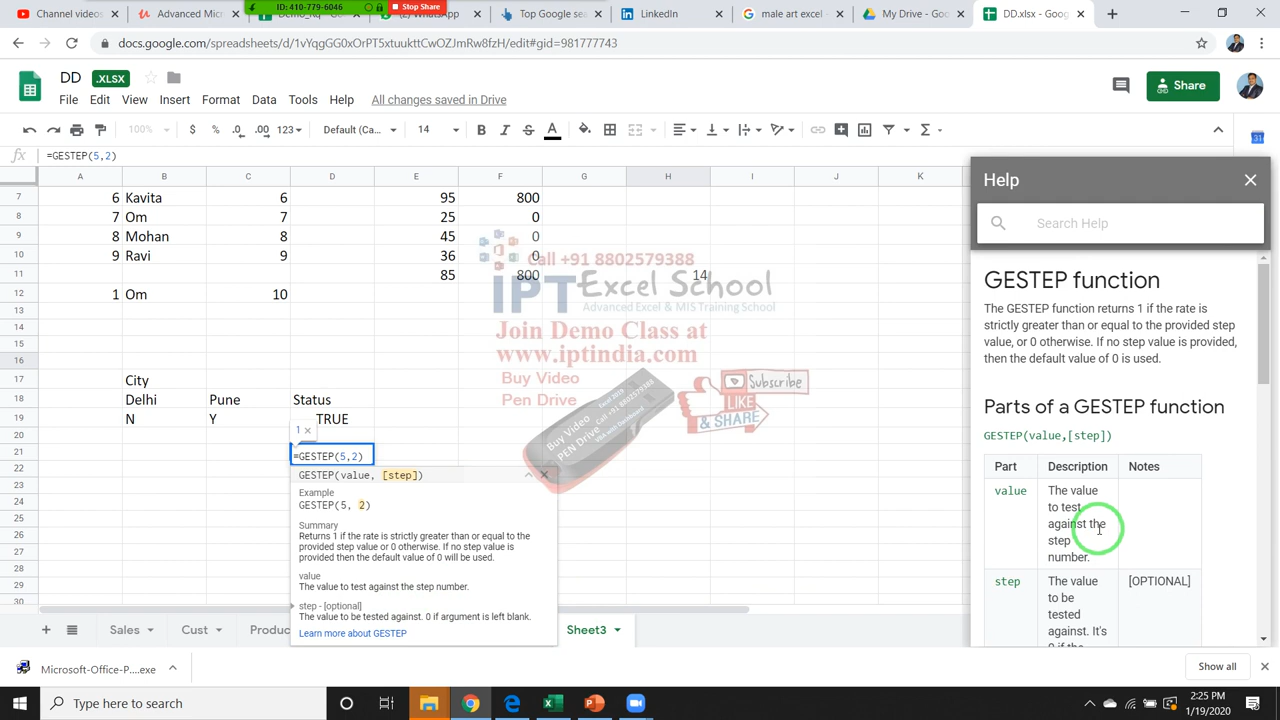 ID: 410-779-6046 Stop Share
Advanced Micro
(2) WhatsApp
Top Google sea
LinkedIn
male art excel
My Drive - Goo
DD.xlsx - Goog
docs.google.com/spreadsheets/d/1vYqgGG0xOrPT5xtuukttCwOZJmRw8fzH/edit#gid=981777743
DD .XLSX
File Edit View Insert Format Data Tools Help All changes saved in Drive
Share
100% $ % .0 .00 123 Default (Ca... 14 B I S A
fx =GESTEP(5,2)
A B C D E F G H I J K
7 6 Kavita 6 95 800
8 7 Om 7 25 0
9 8 Mohan 8 45 0
10 9 Ravi 9 36 0
11 85 800 14
12 1 Om 10
13
14
15
16
17 City
18 Delhi Pune Status
19 N Y TRUE
20
21 =GESTEP(5,2)
22
23
24
25
26
27
28
29
30
1 ×
GESTEP(value, [step])
Example
GESTEP(5, 2)
Summary
Returns 1 if the rate is strictly greater than or equal to the
provided step value or 0 otherwise. If no step value is
provided then the default value of 0 will be used.
value
The value to test against the step number.
step - [optional]
The value to be tested against. 0 if argument is left blank.
Learn more about GESTEP
Call +91 8802579388
IPT Excel School
Advanced Excel & MIS Training School
Join Demo Class at
www.iptindia.com
Buy Video
Pen Drive
Buy Video
PEN Drive
Subscribe
LIKE
& SHARE
Help
Search Help
GESTEP function
The GESTEP function returns 1 if the rate is
strictly greater than or equal to the provided step
value, or 0 otherwise. If no step value is provided,
then the default value of 0 is used.
Parts of a GESTEP function
GESTEP(value,[step])
Part Description Notes
value The value
to test
against the
step
number.
step The value [OPTIONAL]
to be
tested
against. It's
0 if the
Sales Cust Produc Sheet3
Microsoft-Office-P....exe
Show all
Type here to search
2:25 PM
1/19/2020